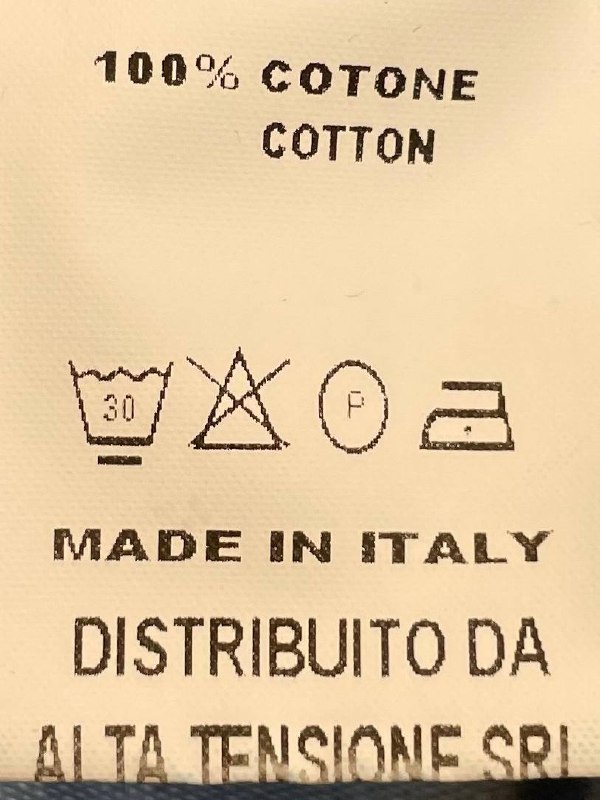 100% COTONE
COTTON
30 P
MADE IN ITALY
DISTRIBUITO DA
ALTA TENSIONE SRL